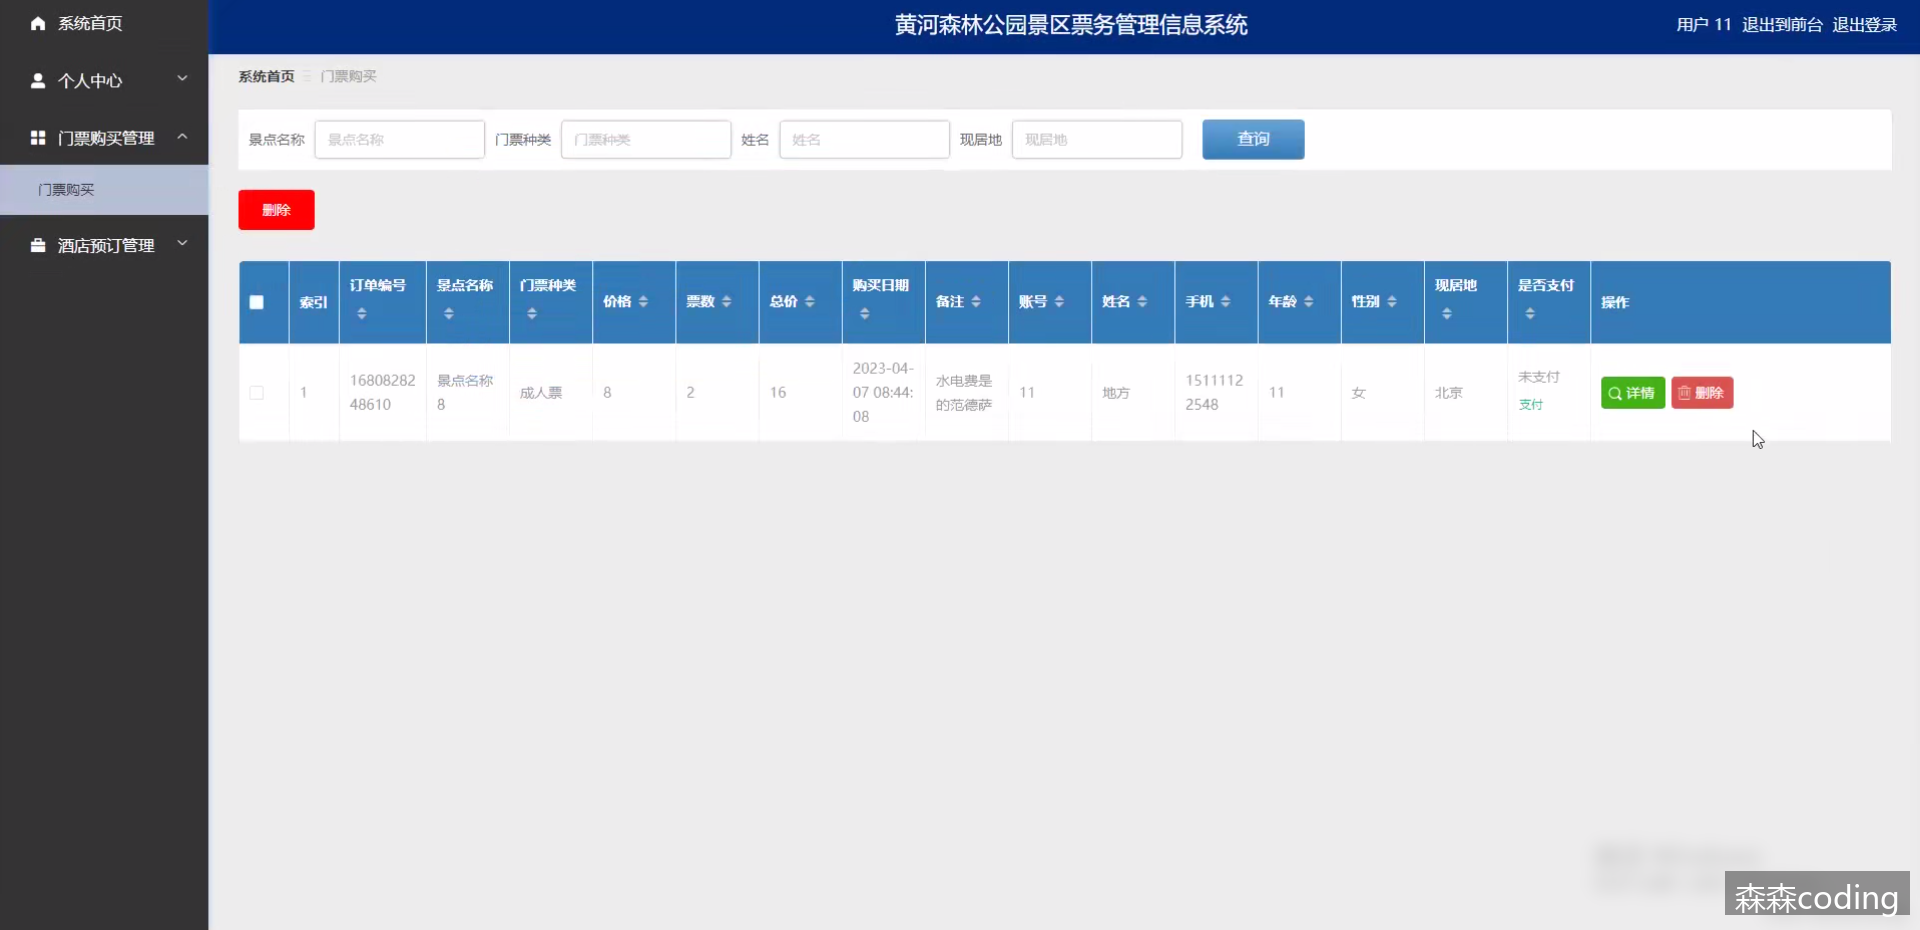 系统首页
个人中心
门票购买管理
门票购买
酒店预订管理
黄河森林公园景区票务管理信息系统
用户 11 退出到前台 退出登录
系统首页 门票购买
景点名称 景点名称 门票种类 门票种类 姓名 姓名 现居地 现居地 查询
删除
索引 订单编号 景点名称 门票种类 价格 票数 总价 购买日期 备注 账号 姓名 手机 年龄 性别 现居地 是否支付 操作
1
16808282
48610
景点名称
8
成人票
8
2
16
2023-04-
07 08:44:
08
水电费是
的范德萨
11
地方
1511112
2548
11
女
北京
未支付
支付
详情 删除
森森coding